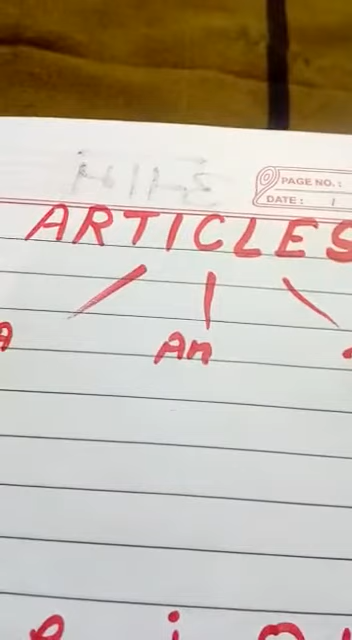 PAGE NO.:
DATE: /
ARTICLES
A An
e i